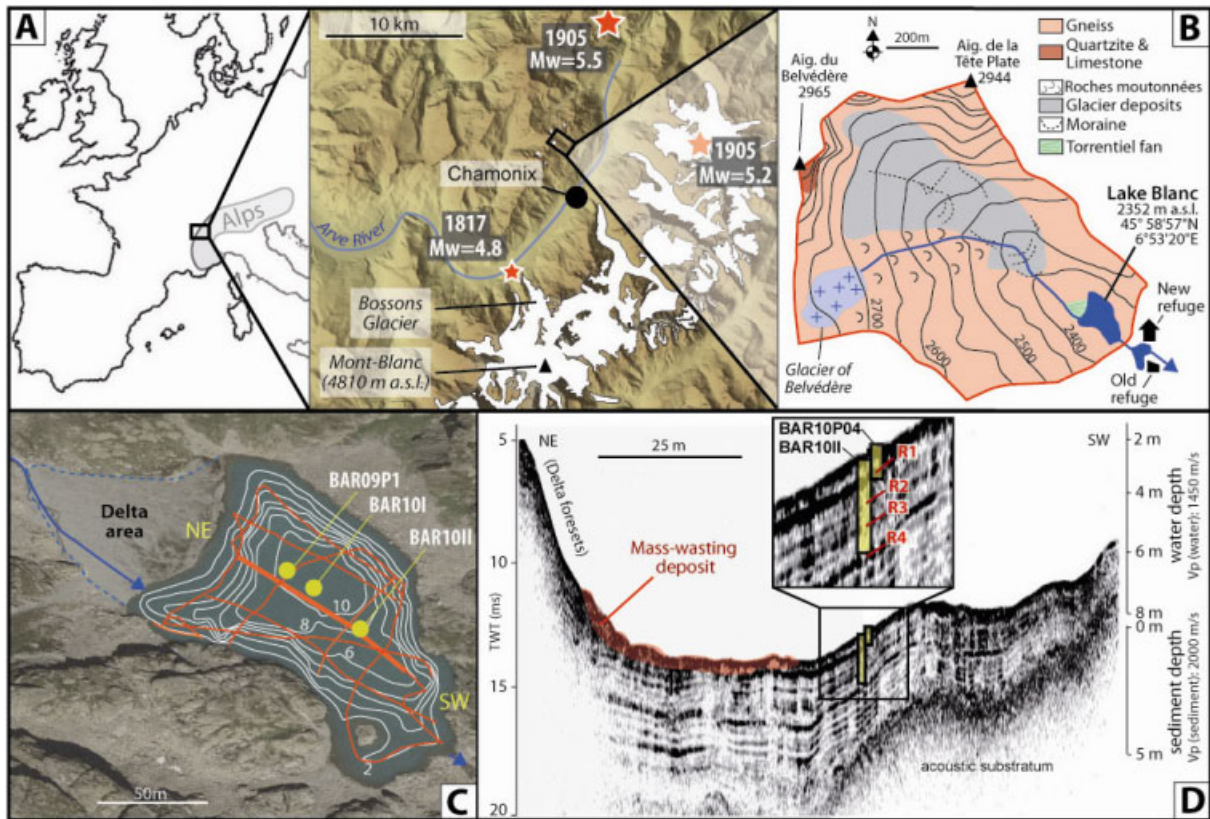 A
Alps
10 km
1905
Mw=5.5
1905
Mw=5.2
Chamonix
1817
Mw=4.8
Arve River
Bossons
Glacier
Mont-Blanc
(4810 m a.s.l.)
B
N
200m
Aig. du
Belvédère
2965
Aig. de la
Tête Plate
2944
Gneiss
Quartzite &
Limestone
Roches moutonnées
Glacier deposits
Moraine
Torrentiel fan
Lake Blanc
2352 m a.s.l.
45° 58'57"N
6°53'20"E
New
refuge
Old
refuge
2700
2600
2500
2400
Glacier of
Belvédère
C
Delta
area
NE
BAR09P1
BAR10I
BAR10II
10
8
6
2
SW
50m
D
NE
25 m
SW
(Delta foresets)
Mass-wasting
deposit
BAR10P04
BAR10II
R1
R2
R3
R4
TWT (ms)
5
10
15
20
2 m
4 m
6 m
8 m
0 m
5 m
water depth
Vp (water): 1450 m/s
sediment depth
Vp (sediment): 2000 m/s
acoustic substratum